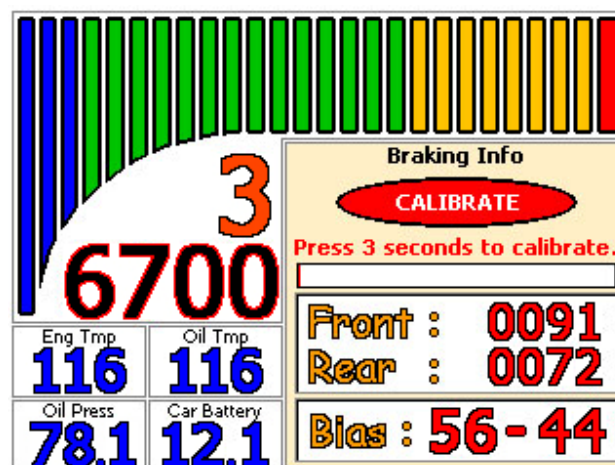 3
6700
Eng Tmp
116
Oil Tmp
116
Oil Press
78.1
Car Battery
12.1
Braking Info
CALIBRATE
Press 3 seconds to calibrate.
Front : 0091
Rear : 0072
Bias : 56-44